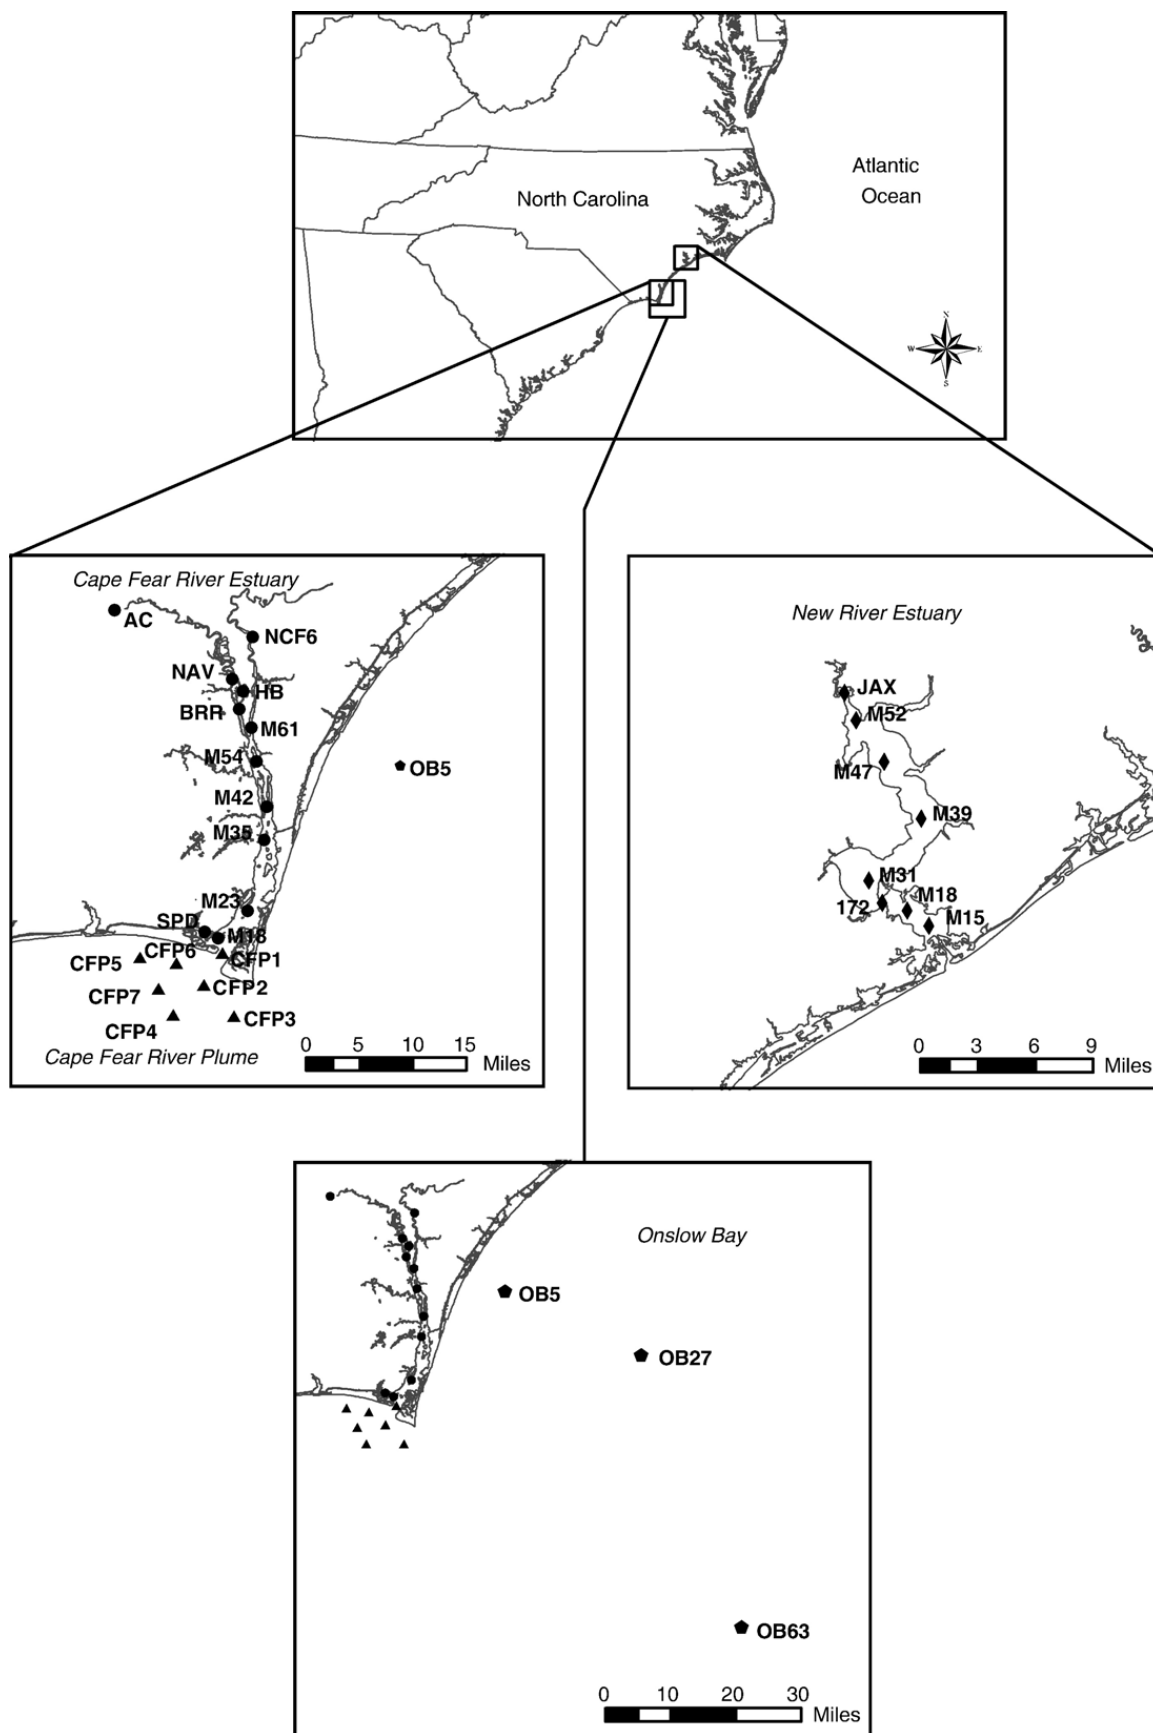 Atlantic
Ocean
North Carolina
N
W
E
S
Cape Fear River Estuary
AC
NCF6
NAV
HB
BRR
M61
M54
OB5
M42
M35
M23
SPD
M18
CFP6
CFP1
CFP5
CFP2
CFP7
CFP3
CFP4
Cape Fear River Plume
0 5 10 15
Miles
New River Estuary
JAX
M52
M47
M39
M31
M18
172
M15
0 3 6 9
Miles
Onslow Bay
OB5
OB27
OB63
0 10 20 30
Miles